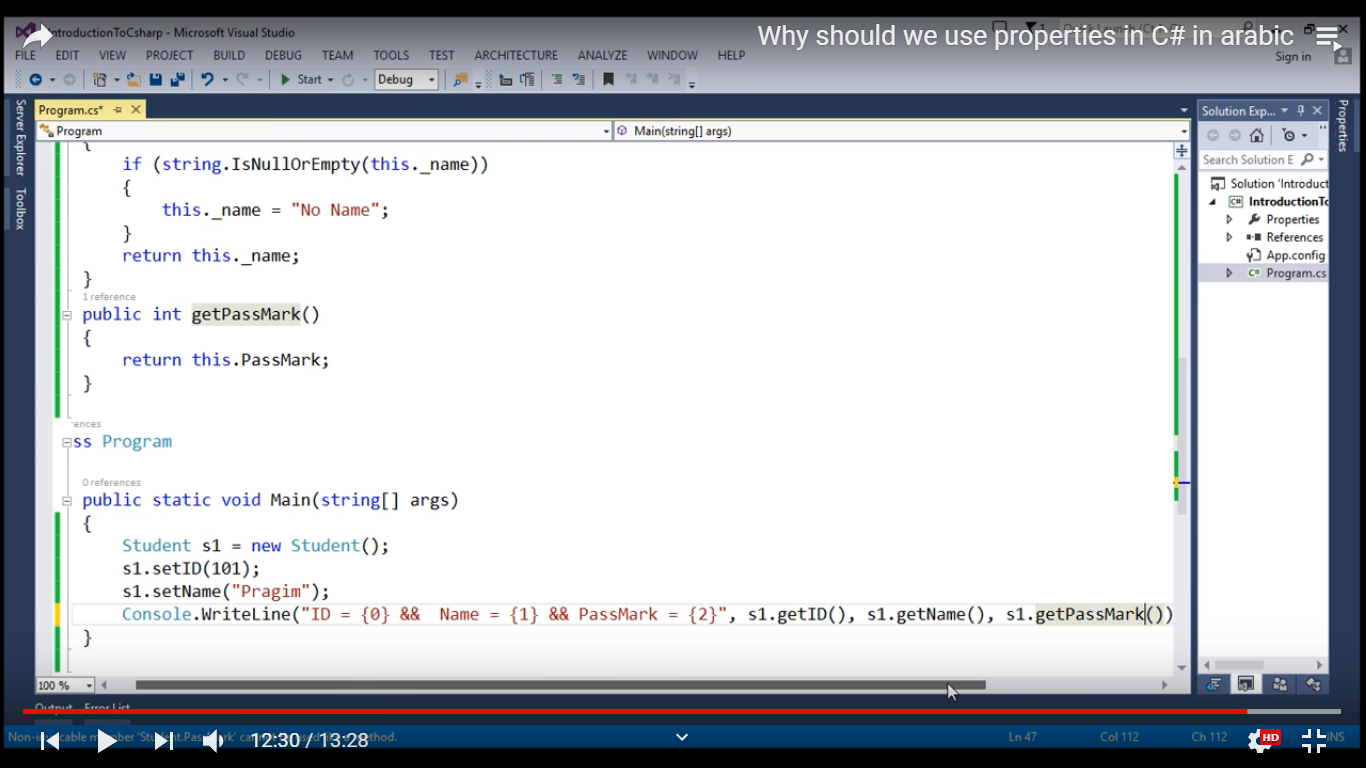 IntroductionToCsharp - Microsoft Visual Studio
Why should we use properties in C# in arabic
FILE EDIT VIEW PROJECT BUILD DEBUG TEAM TOOLS TEST ARCHITECTURE ANALYZE WINDOW HELP
Sign in
Start
Debug
Server Explorer
Toolbox
Program.cs*
Program
Main(string[] args)
{
if (string.IsNullOrEmpty(this._name))
{
this._name = "No Name";
}
return this._name;
}
1 reference
public int getPassMark()
{
return this.PassMark;
}
rences
ss Program
0 references
public static void Main(string[] args)
{
Student s1 = new Student();
s1.setID(101);
s1.setName("Pragim");
Console.WriteLine("ID = {0} &&  Name = {1} && PassMark = {2}", s1.getID(), s1.getName(), s1.getPassMark())
}
100 %
Solution Exp...
Properties
Search Solution E
Solution 'Introduct
IntroductionTo
Properties
References
App.config
C# Program.cs
Output Error List
12:30 / 13:28
Ln 47
Col 112
Ch 112
INS
HD